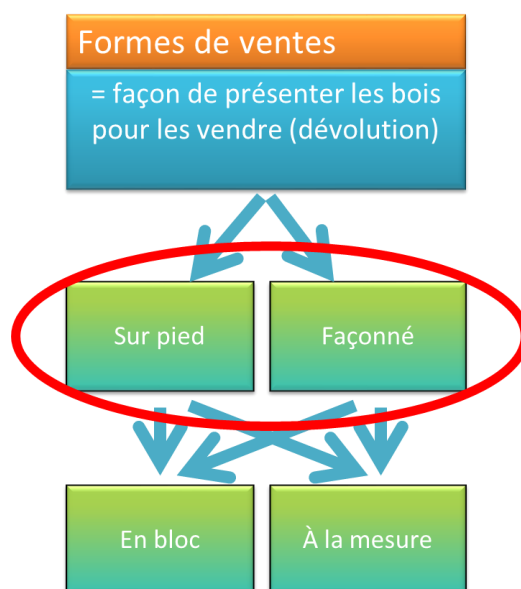 Formes de ventes
= façon de présenter les bois
pour les vendre (dévolution)
Sur pied
Façonné
En bloc
À la mesure